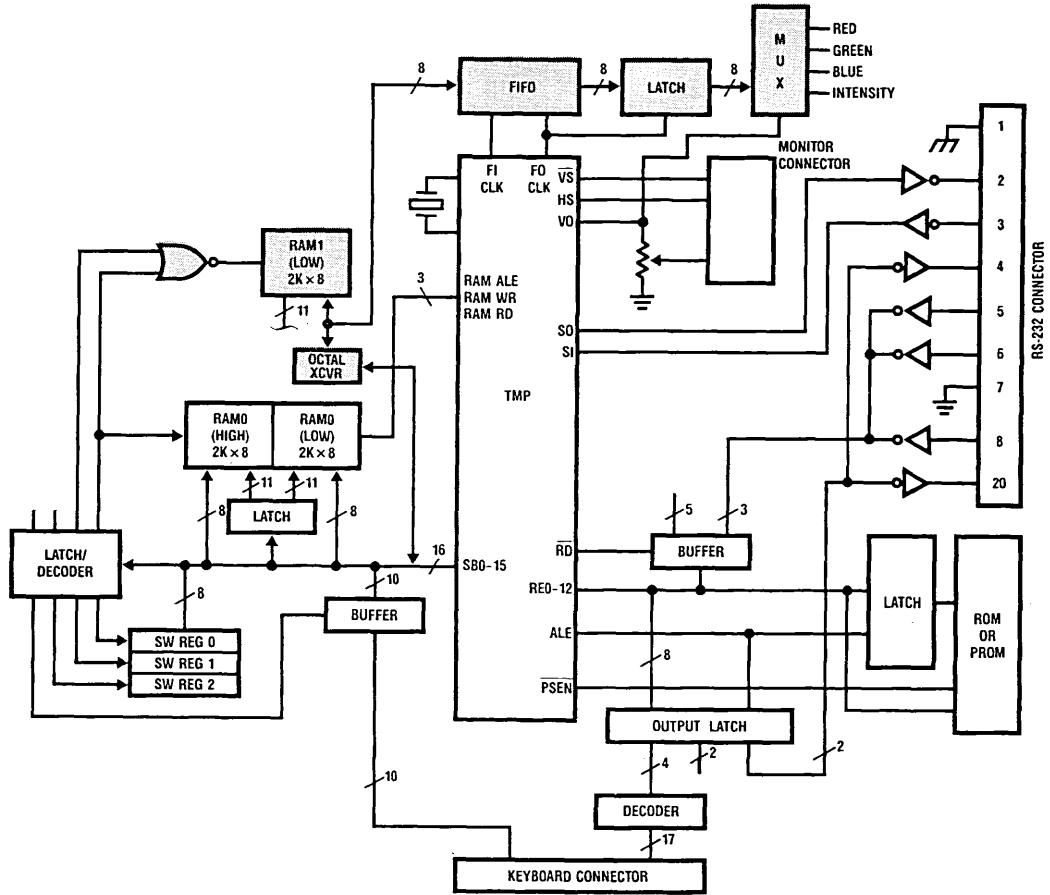 RED
GREEN
BLUE
INTENSITY
M
U
X
8
FIFO
8
LATCH
8
1
2
3
4
5
6
7
8
20
RS-232 CONNECTOR
MONITOR
CONNECTOR
FI
CLK
FO
CLK
VS
HS
VO
RAM1
(LOW)
2K × 8
11
3
RAM ALE
RAM WR
RAM RD
SO
SI
OCTAL
XCVR
TMP
RAM0
(HIGH)
2K × 8
RAM0
(LOW)
2K × 8
11
11
8
LATCH
8
5
3
LATCH/
DECODER
16
SB0-15
RD
BUFFER
10
8
BUFFER
RE0-12
LATCH
ROM
OR
PROM
SW REG 0
SW REG 1
SW REG 2
ALE
8
PSEN
OUTPUT LATCH
10
4
2
2
DECODER
17
KEYBOARD CONNECTOR